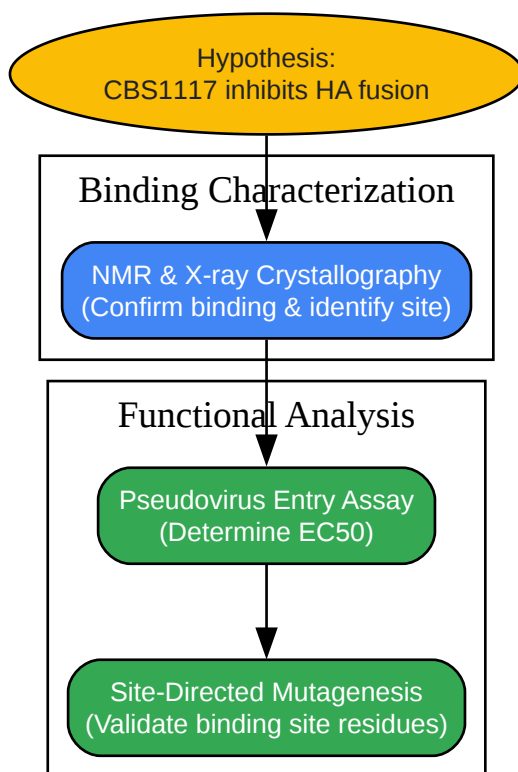 Hypothesis:
CBS1117 inhibits HA fusion
Binding Characterization
NMR & X-ray Crystallography
(Confirm binding & identify site)
Functional Analysis
Pseudovirus Entry Assay
(Determine EC50)
Site-Directed Mutagenesis
(Validate binding site residues)